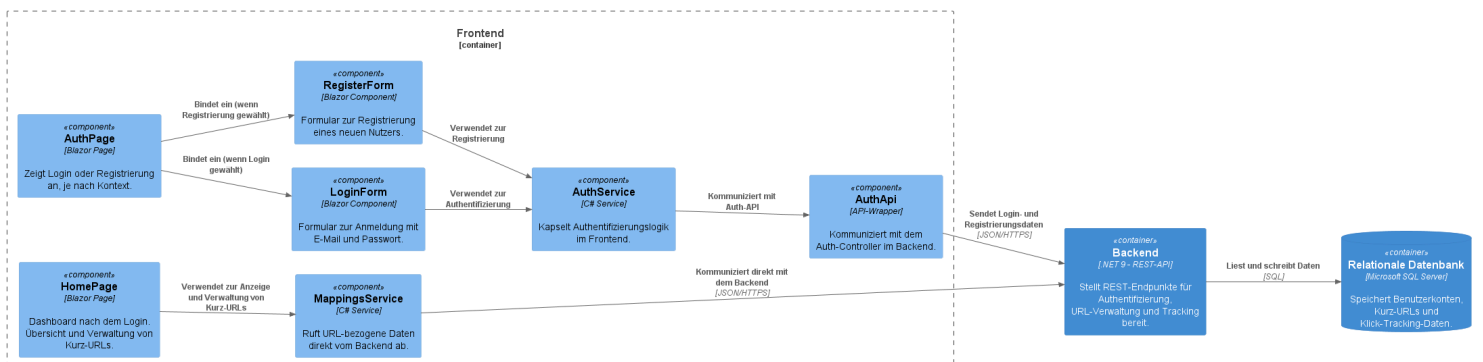 Frontend
[container]
«component»
AuthPage
[Blazor Page]
Zeigt Login oder Registrierung
an, je nach Kontext.
Bindet ein (wenn
Registrierung gewählt)
Bindet ein (wenn Login
gewählt)
«component»
RegisterForm
[Blazor Component]
Formular zur Registrierung
eines neuen Nutzers.
«component»
LoginForm
[Blazor Component]
Formular zur Anmeldung mit
E-Mail und Passwort.
Verwendet zur
Registrierung
Verwendet zur
Authentifizierung
«component»
AuthService
[C# Service]
Kapselt Authentifizierungslogik
im Frontend.
Kommuniziert mit
Auth-API
«component»
AuthApi
[API-Wrapper]
Kommuniziert mit dem
Auth-Controller im Backend.
Sendet Login- und
Registrierungsdaten
[JSON/HTTPS]
«component»
HomePage
[Blazor Page]
Dashboard nach dem Login.
Übersicht und Verwaltung von
Kurz-URLs.
Verwendet zur Anzeige
und Verwaltung von
Kurz-URLs
«component»
MappingsService
[C# Service]
Ruft URL-bezogene Daten
direkt vom Backend ab.
Kommuniziert direkt mit
dem Backend
[JSON/HTTPS]
«container»
Backend
[.NET 9 - REST-API]
Stellt REST-Endpunkte für
Authentifizierung,
URL-Verwaltung und Tracking
bereit.
Liest und schreibt Daten
[SQL]
«container»
Relationale Datenbank
[Microsoft SQL Server]
Speichert Benutzerkonten,
Kurz-URLs und
Klick-Tracking-Daten.